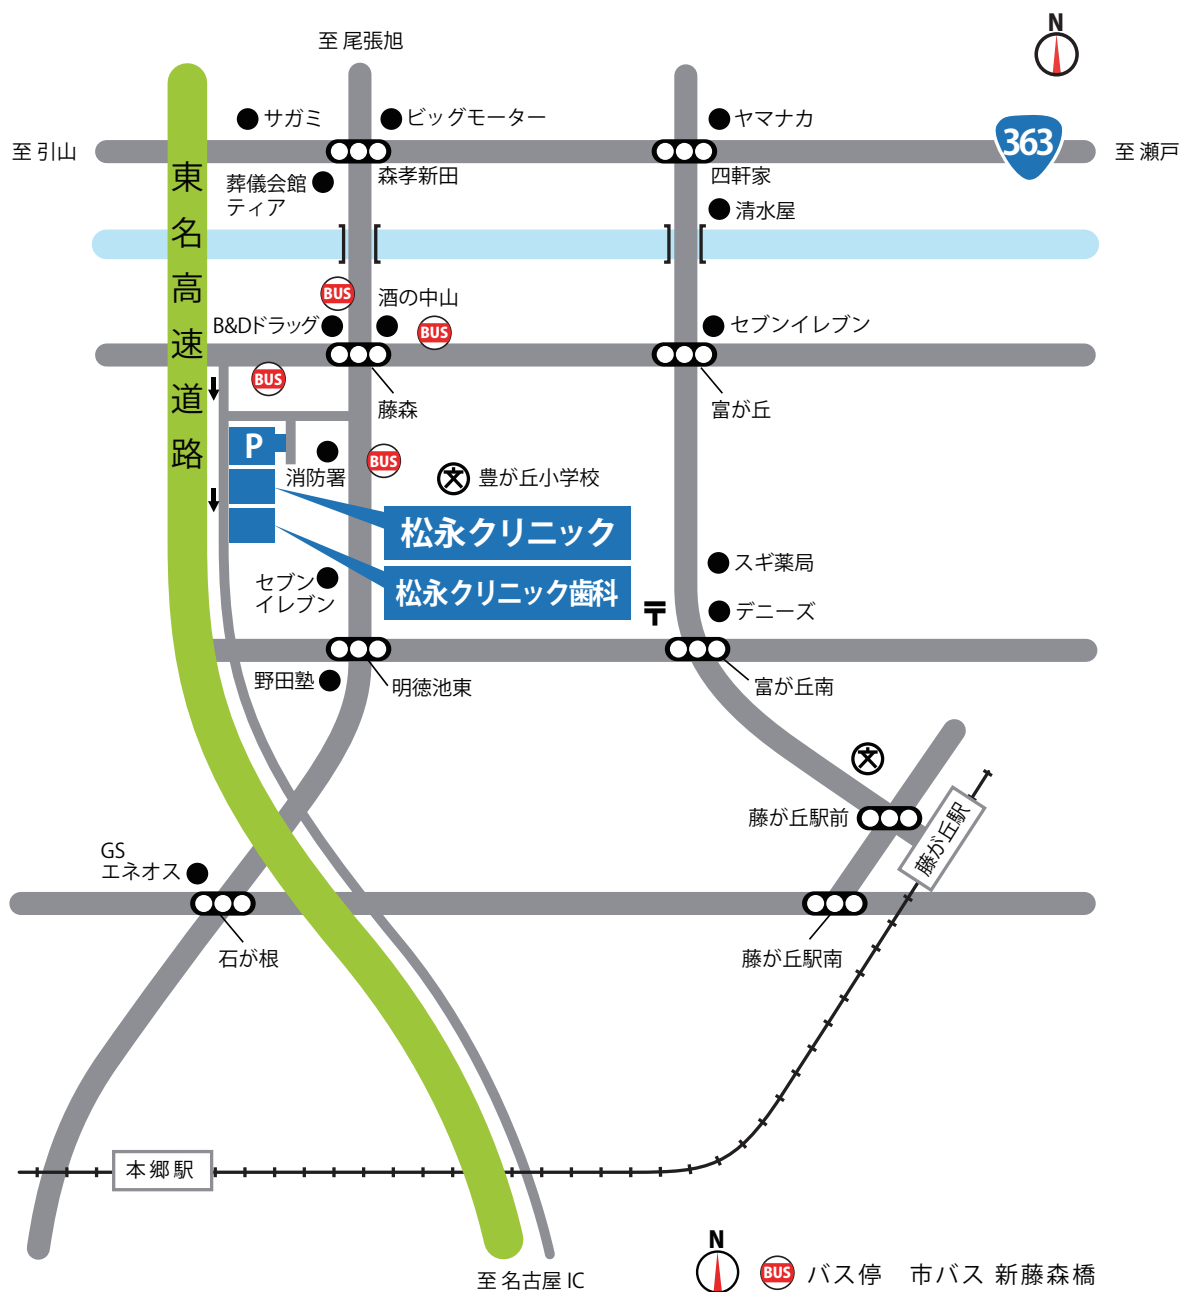 N
至 尾張旭
サガミ
ビッグモーター
ヤマナカ
363
至 引山
至 瀬戸
森孝新田
四軒家
葬儀会館
ティア
清水屋
東名高速道路
BUS
酒の中山
B&Dドラッグ
BUS
セブンイレブン
BUS
藤森
富が丘
P
消防署
BUS
豊が丘小学校
松永クリニック
松永クリニック歯科
スギ薬局
セブン
イレブン
デニーズ
野田塾
明徳池東
富が丘南
藤が丘駅前
藤が丘駅
GS
エネオス
石が根
藤が丘駅南
本郷駅
至 名古屋 IC
N
BUS バス停 市バス 新藤森橋